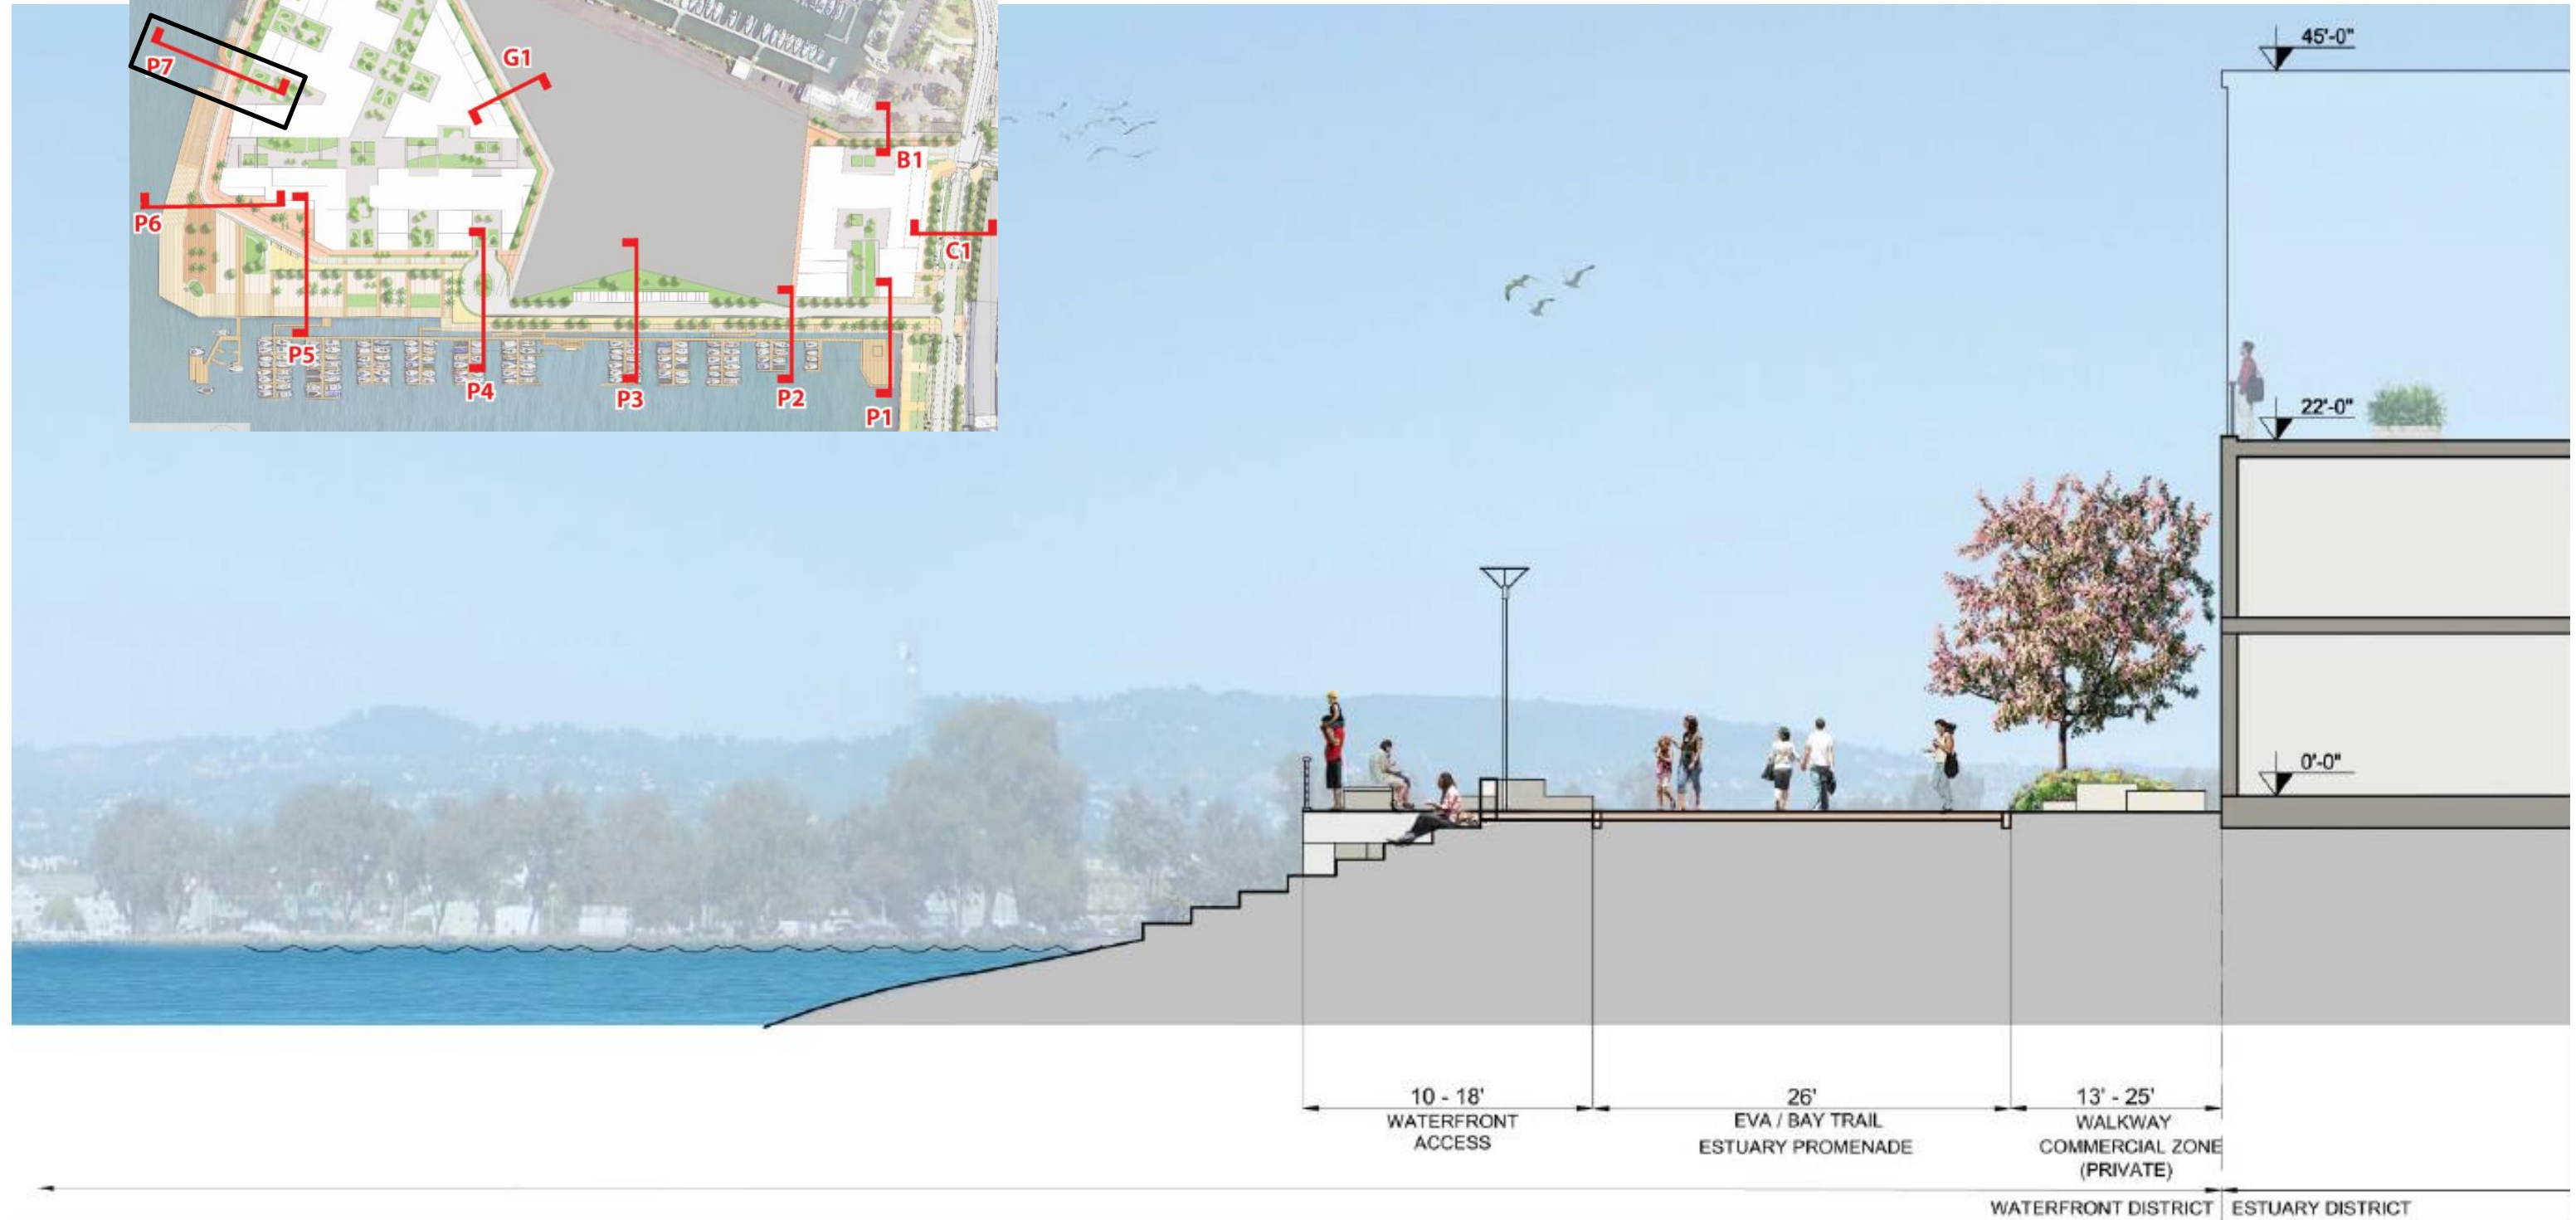 P7
G1
B1
P6
C1
P5
P4
P3
P2
P1
45'-0"
22'-0"
0'-0"
10 - 18'
WATERFRONT
ACCESS
26'
EVA / BAY TRAIL
ESTUARY PROMENADE
13' - 25'
WALKWAY
COMMERCIAL ZONE
(PRIVATE)
WATERFRONT DISTRICT
ESTUARY DISTRICT